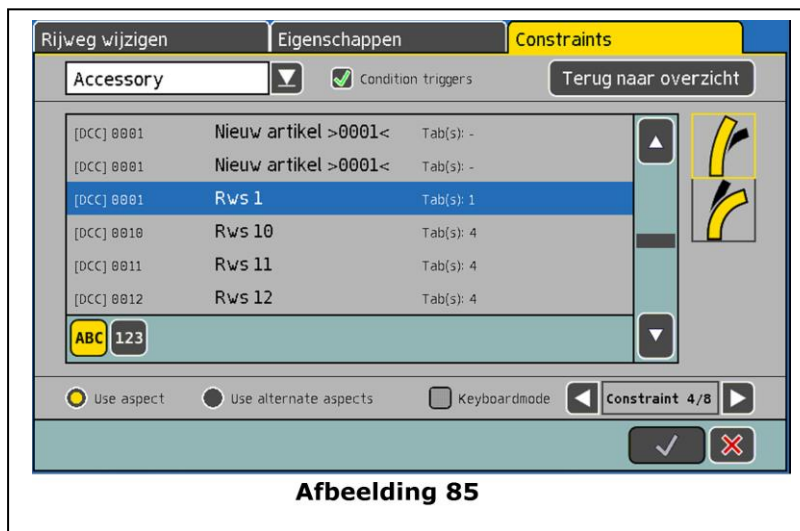 Rijweg wijzigen Eigenschappen Constraints
Accessory Condition triggers Terug naar overzicht
[DCC] 0001 Nieuw artikel >0001< Tab(s): -
[DCC] 0001 Nieuw artikel >0001< Tab(s): -
[DCC] 0001 Rws 1 Tab(s): 1
[DCC] 0010 Rws 10 Tab(s): 4
[DCC] 0011 Rws 11 Tab(s): 4
[DCC] 0012 Rws 12 Tab(s): 4
ABC 123
Use aspect Use alternate aspects Keyboardmode Constraint 4/8
Afbeelding 85